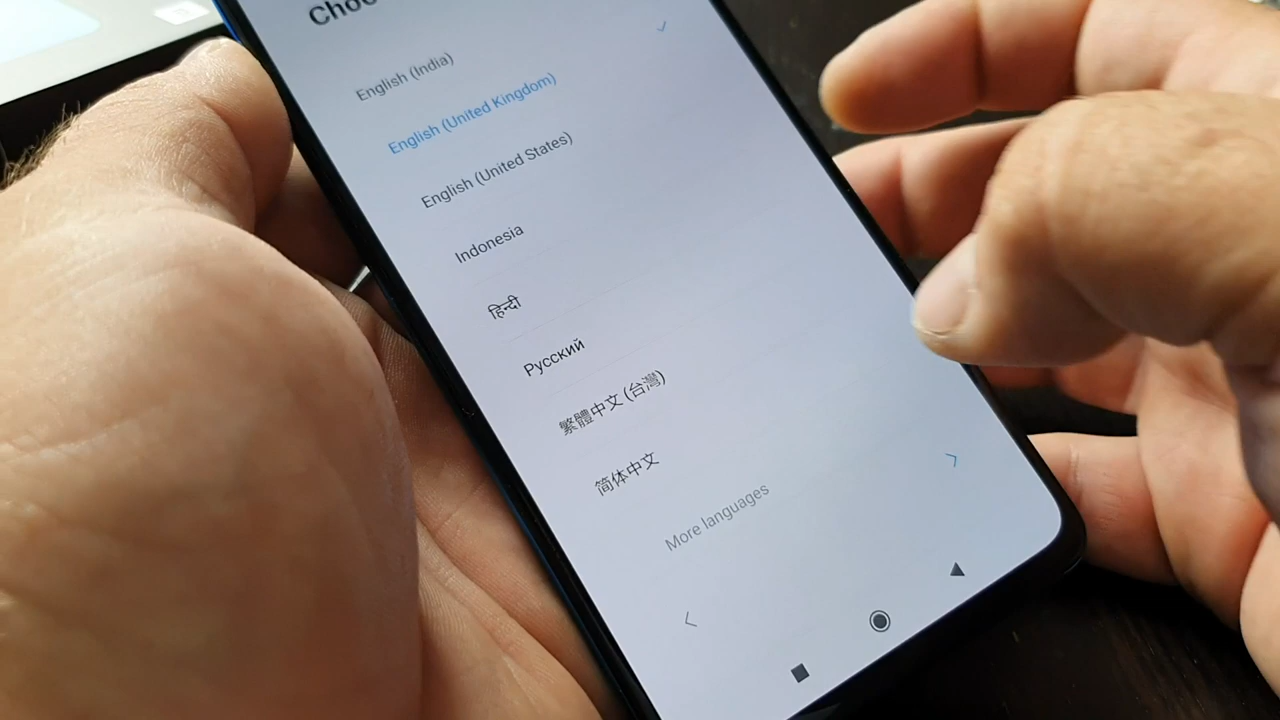 English (India)
English (United Kingdom)
English (United States)
Indonesia
हिन्दी
Русский
繁體中文 (台灣)
简体中文
More languages